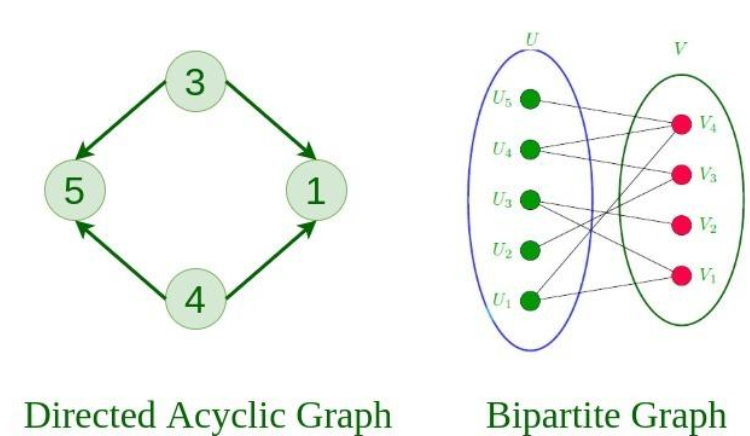 3
5
1
4
Directed Acyclic Graph
U
V
U₅
U₄
U₃
U₂
U₁
V₄
V₃
V₂
V₁
Bipartite Graph